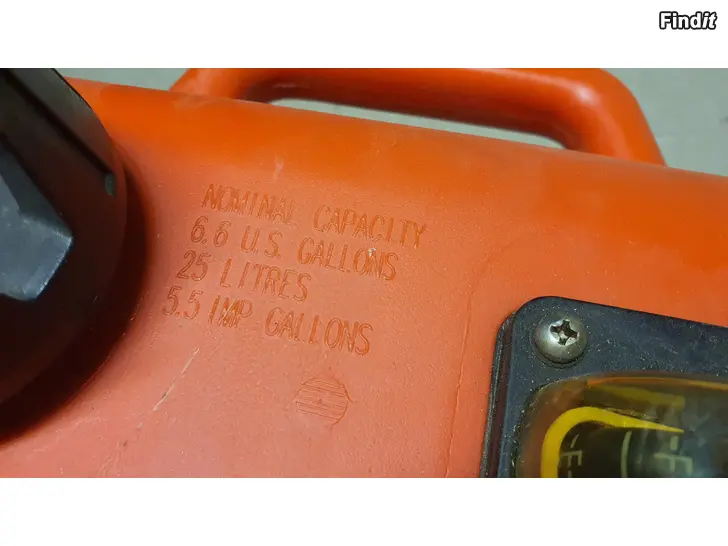 Findit
NOMINAL CAPACITY
6.6 U.S. GALLONS
25 LITRES
5.5 IMP GALLONS
E
F